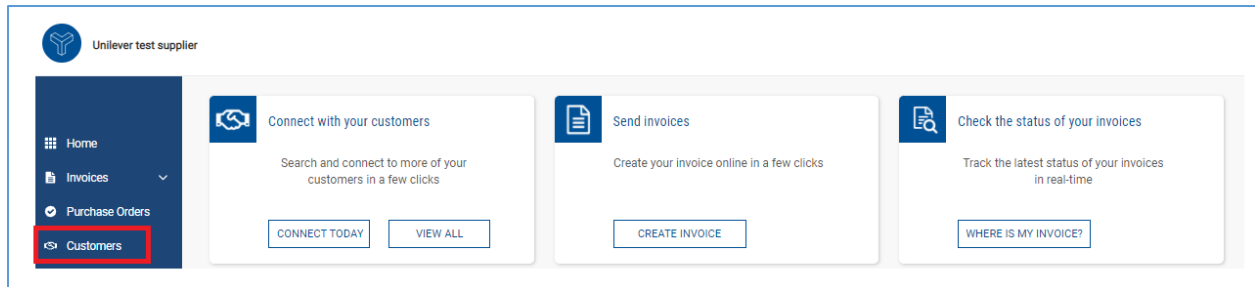 Unilever test supplier
Home
Invoices
Purchase Orders
Customers
Connect with your customers
Search and connect to more of your
customers in a few clicks
CONNECT TODAY
VIEW ALL
Send invoices
Create your invoice online in a few clicks
CREATE INVOICE
Check the status of your invoices
Track the latest status of your invoices
in real-time
WHERE IS MY INVOICE?